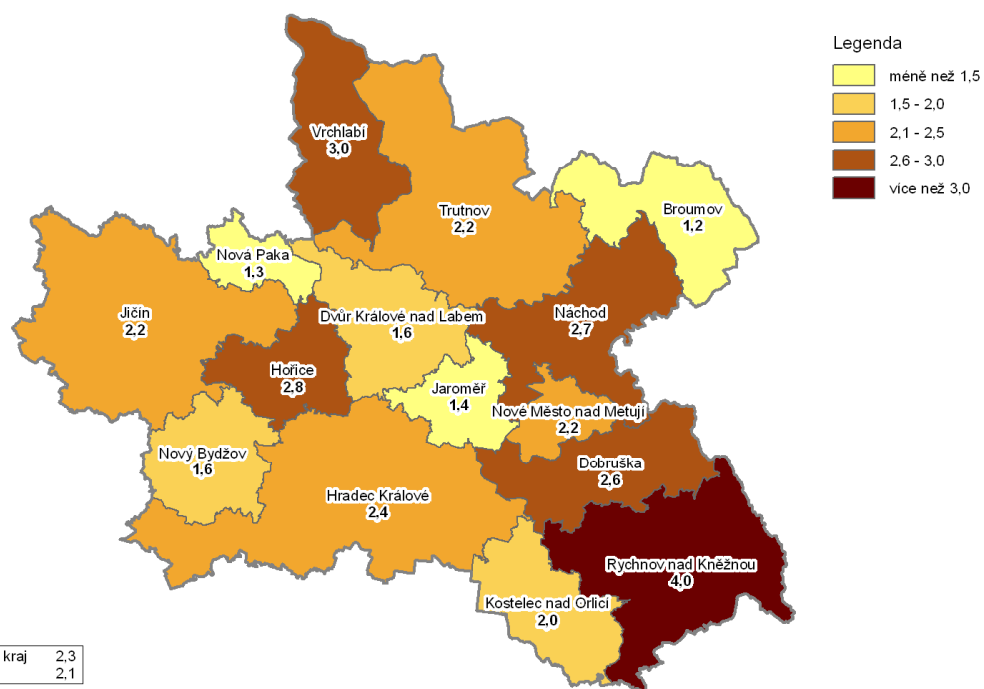 Legenda
méně než 1,5
1,5 - 2,0
2,1 - 2,5
2,6 - 3,0
více než 3,0
Vrchlabí
3,0
Trutnov
2,2
Broumov
1,2
Nová Paka
1,3
Jičín
2,2
Dvůr Králové nad Labem
1,6
Náchod
2,7
Hořice
2,8
Jaroměř
1,4
Nové Město nad Metují
2,2
Nový Bydžov
1,6
Dobruška
2,6
Hradec Králové
2,4
Rychnov nad Kněžnou
4,0
Kostelec nad Orlicí
2,0
kraj 2,3
2,1